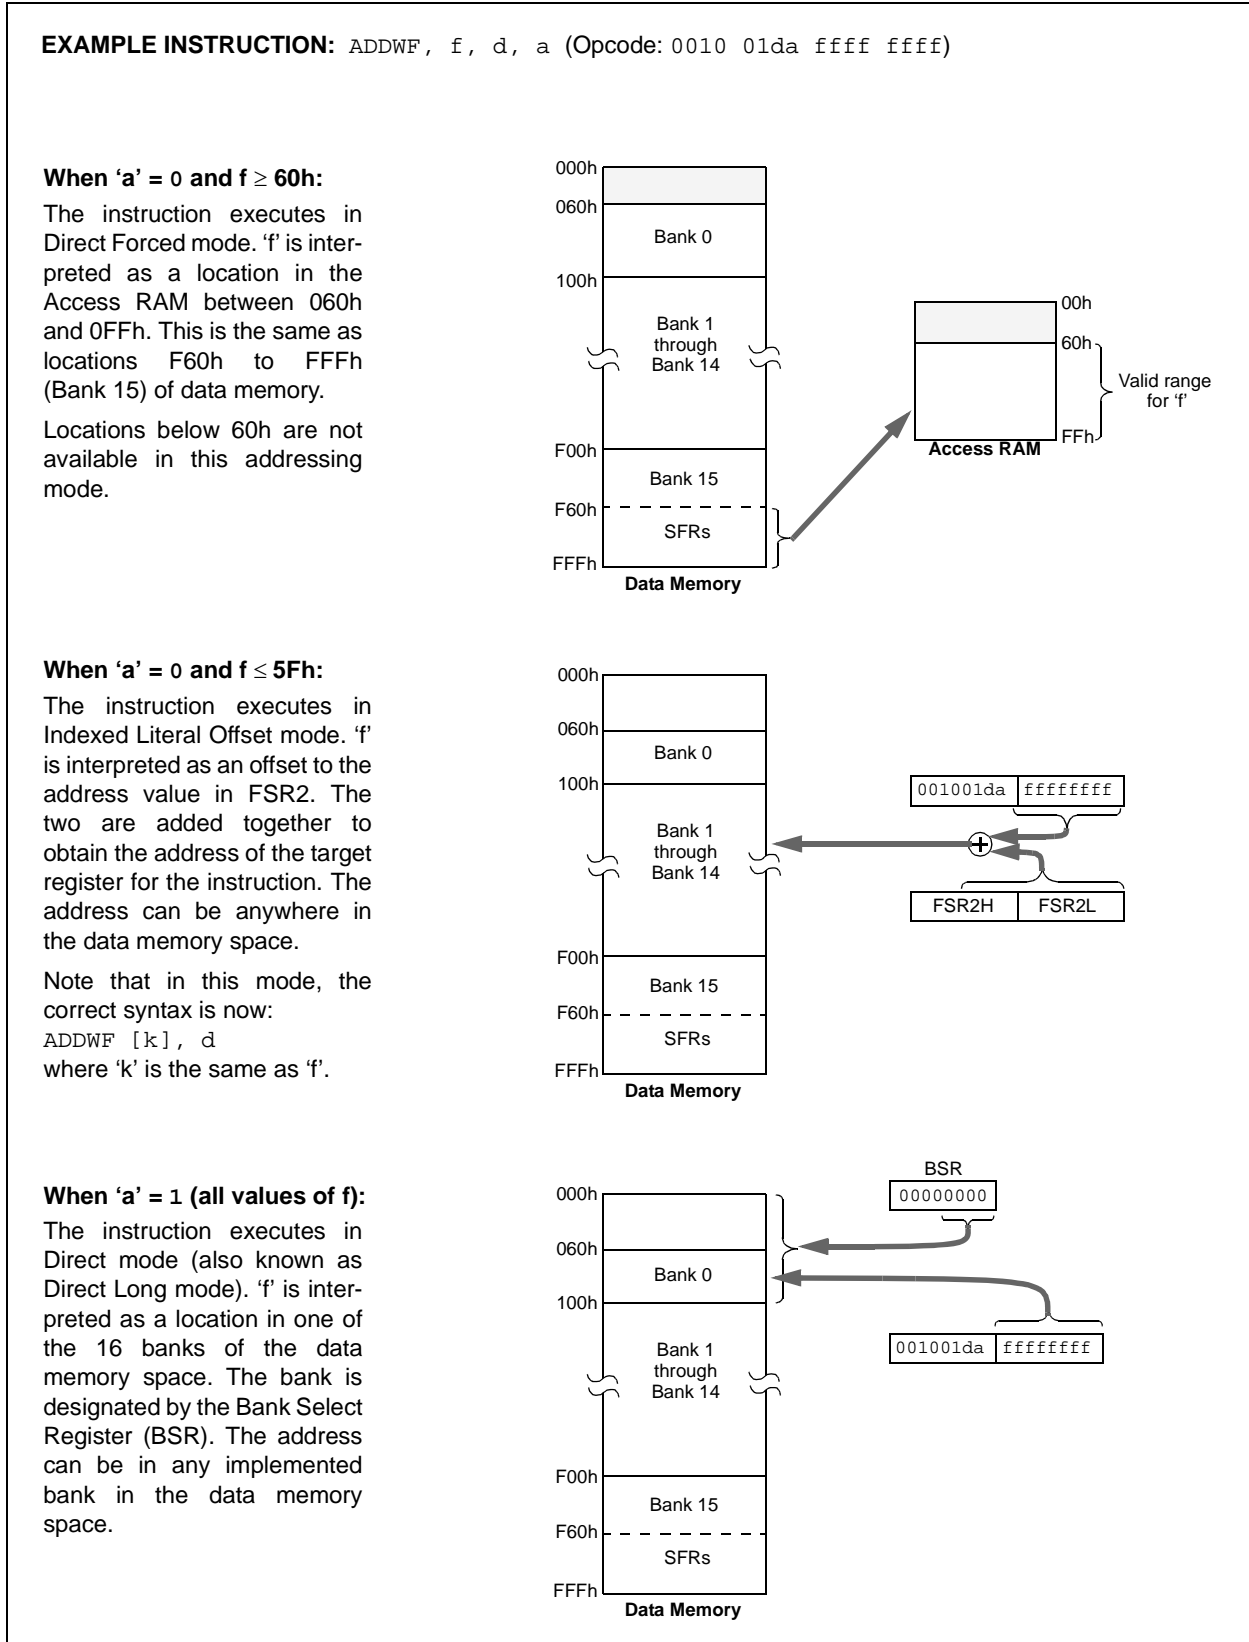 EXAMPLE INSTRUCTION: ADDWF, f, d, a (Opcode: 0010 01da ffff ffff)
When ‘a’ = 0 and f ≥ 60h:
The instruction executes in
Direct Forced mode. ‘f’ is inter-
preted as a location in the
Access RAM between 060h
and 0FFh. This is the same as
locations F60h to FFFh
(Bank 15) of data memory.
Locations below 60h are not
available in this addressing
mode.
000h
060h
Bank 0
100h
Bank 1
through
Bank 14
F00h
Bank 15
F60h
SFRs
FFFh
Data Memory
00h
60h
Valid range
for ‘f’
FFh
Access RAM
When ‘a’ = 0 and f ≤ 5Fh:
The instruction executes in
Indexed Literal Offset mode. ‘f’
is interpreted as an offset to the
address value in FSR2. The
two are added together to
obtain the address of the target
register for the instruction. The
address can be anywhere in
the data memory space.
Note that in this mode, the
correct syntax is now:
ADDWF [k], d
where ‘k’ is the same as ‘f’.
000h
060h
Bank 0
100h
Bank 1
through
Bank 14
F00h
Bank 15
F60h
SFRs
FFFh
Data Memory
001001da ffffffff
FSR2H FSR2L
When ‘a’ = 1 (all values of f):
The instruction executes in
Direct mode (also known as
Direct Long mode). ‘f’ is inter-
preted as a location in one of
the 16 banks of the data
memory space. The bank is
designated by the Bank Select
Register (BSR). The address
can be in any implemented
bank in the data memory
space.
000h
060h
Bank 0
100h
Bank 1
through
Bank 14
F00h
Bank 15
F60h
SFRs
FFFh
Data Memory
BSR
00000000
001001da ffffffff